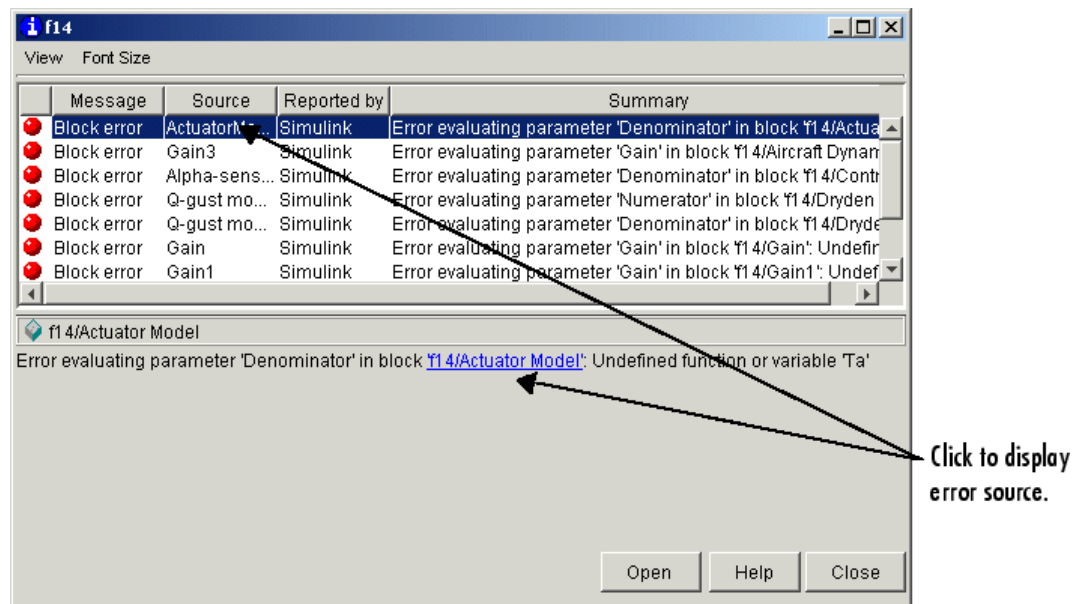 f14
View Font Size
Message Source Reported by Summary
Block error ActuatorMo... Simulink Error evaluating parameter 'Denominator' in block 'f14/Actua
Block error Gain3 Simulink Error evaluating parameter 'Gain' in block 'f14/Aircraft Dynam
Block error Alpha-sens... Simulink Error evaluating parameter 'Denominator' in block 'f14/Contr
Block error Q-gust mo... Simulink Error evaluating parameter 'Numerator' in block 'f14/Dryden
Block error Q-gust mo... Simulink Error evaluating parameter 'Denominator' in block 'f14/Dryde
Block error Gain Simulink Error evaluating parameter 'Gain' in block 'f14/Gain': Undefin
Block error Gain1 Simulink Error evaluating parameter 'Gain' in block 'f14/Gain1': Undef
f14/Actuator Model
Error evaluating parameter 'Denominator' in block 'f14/Actuator Model': Undefined function or variable 'Ta'
Click to display
error source.
Open Help Close